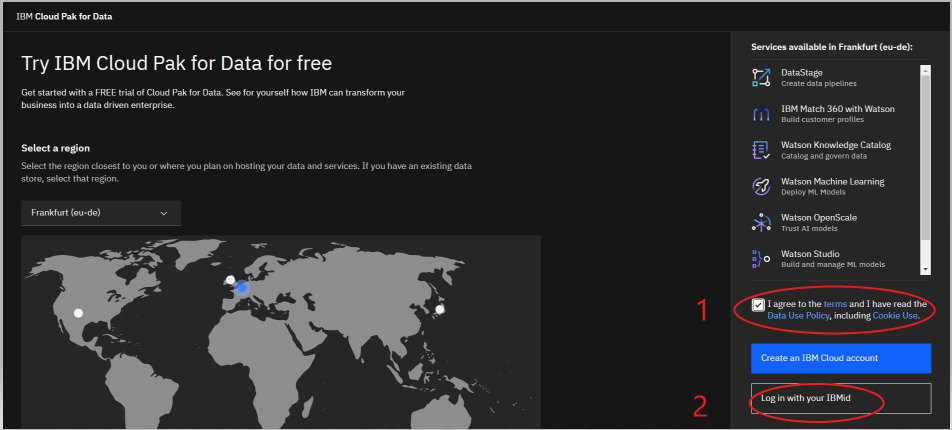 IBM Cloud Pak for Data
Try IBM Cloud Pak for Data for free
Get started with a FREE trial of Cloud Pak for Data. See for yourself how IBM can transform your
business into a data driven enterprise.
Select a region
Select the region closest to you or where you plan on hosting your data and services. If you have an existing data
store, select that region.
Frankfurt (eu-de)
Services available in Frankfurt (eu-de):
DataStage
Create data pipelines
IBM Match 360 with Watson
Build customer profiles
Watson Knowledge Catalog
Catalog and govern data
Watson Machine Learning
Deploy ML Models
Watson OpenScale
Trust AI models
Watson Studio
Build and manage ML models
1
I agree to the terms and I have read the
Data Use Policy, including Cookie Use.
Create an IBM Cloud account
2
Log in with your IBMid